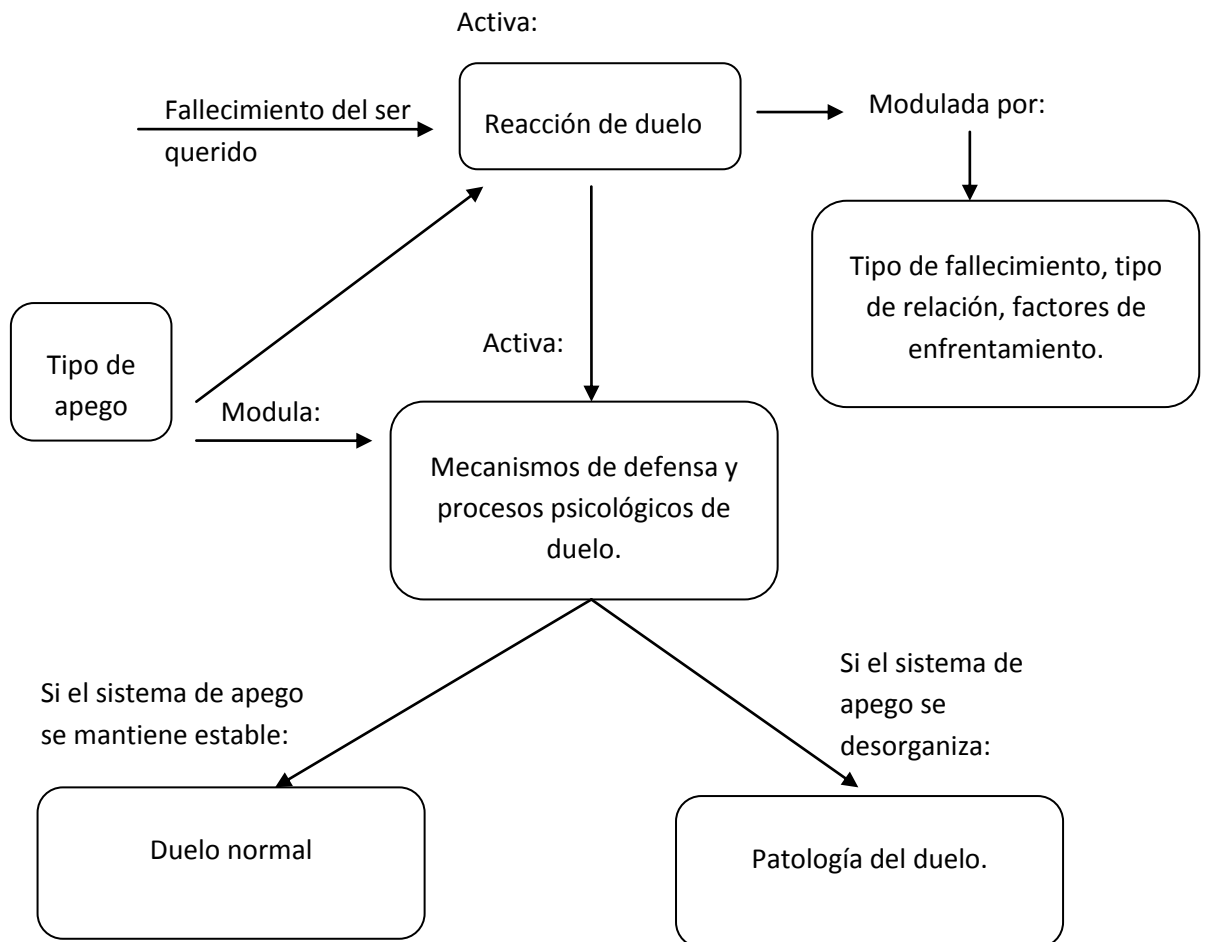 Activa:
Fallecimiento del ser
querido
Reacción de duelo
Modulada por:
Tipo de fallecimiento, tipo
de relación, factores de
enfrentamiento.
Tipo de
apego
Activa:
Modula:
Mecanismos de defensa y
procesos psicológicos de
duelo.
Si el sistema de apego
se mantiene estable:
Si el sistema de
apego se
desorganiza:
Duelo normal
Patología del duelo.